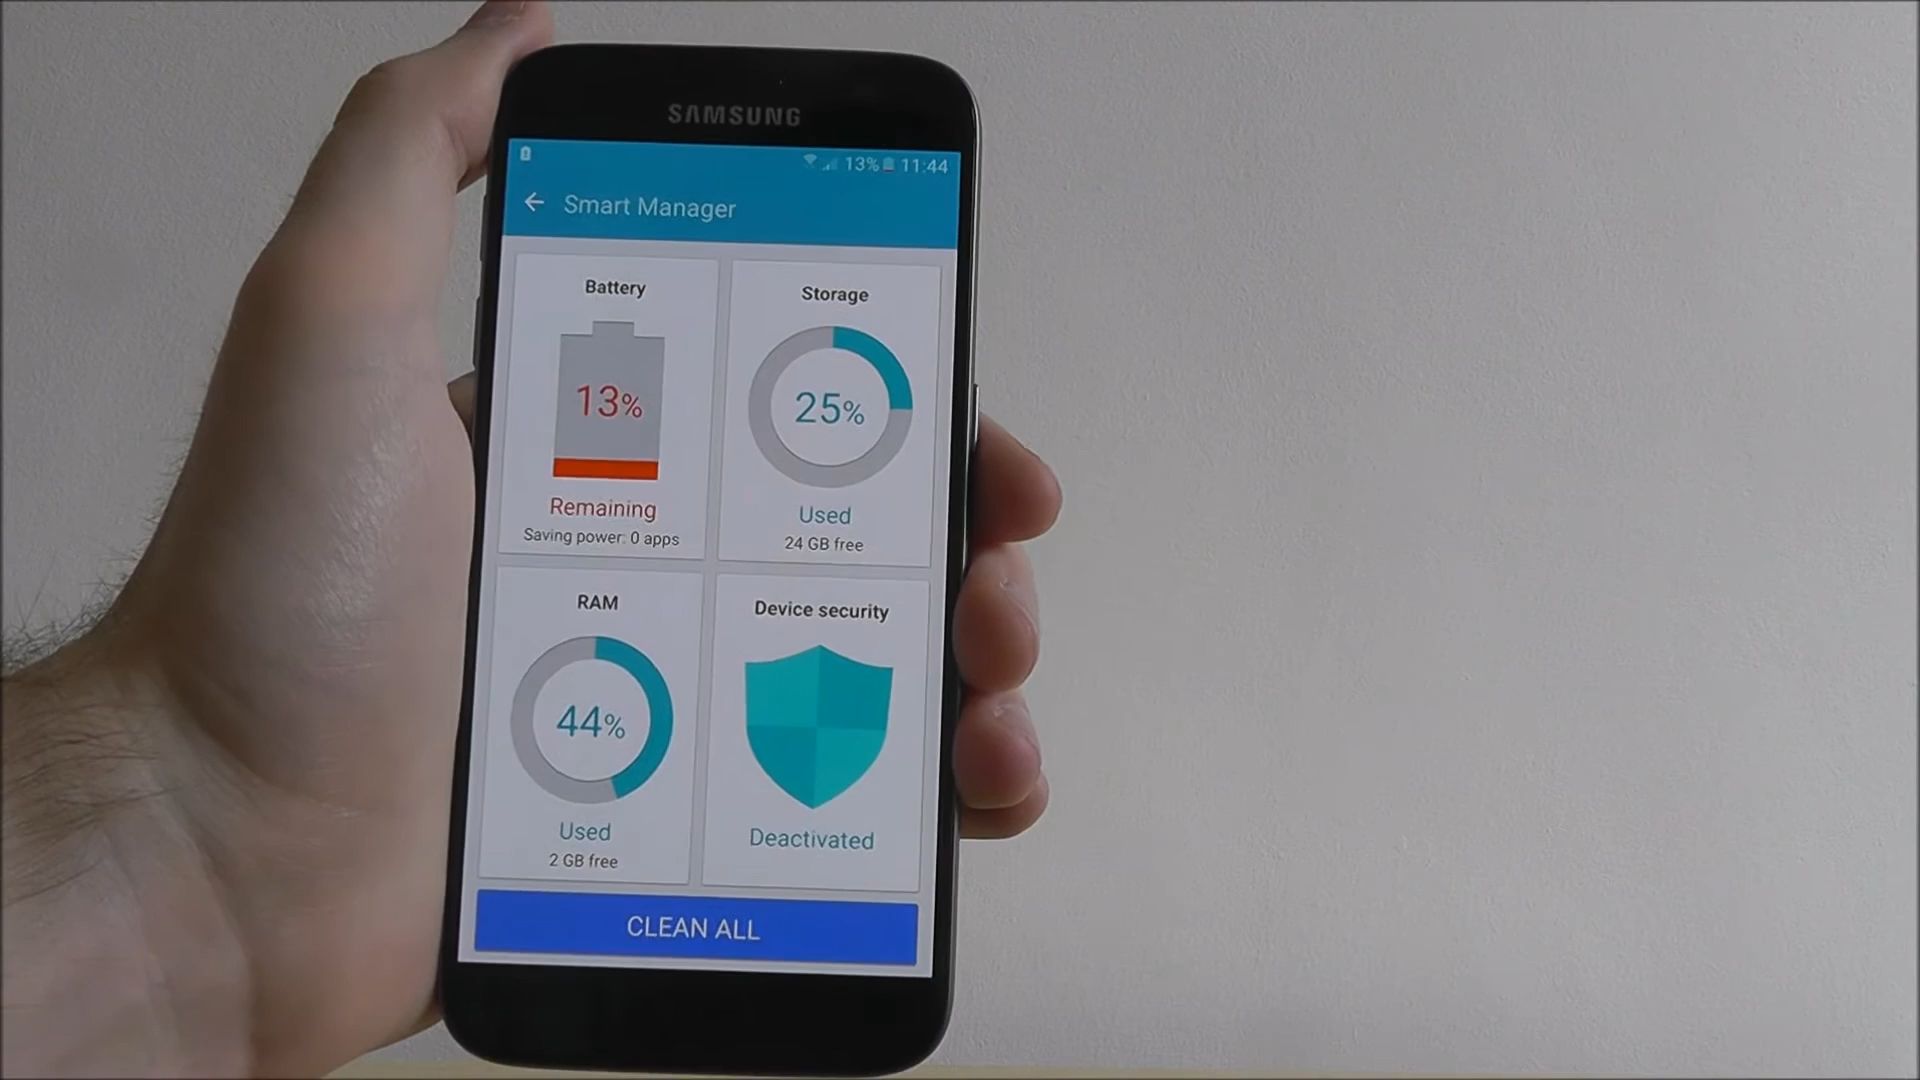 SAMSUNG
13% 11:44
Smart Manager
Battery
13%
Remaining
Saving power: 0 apps
Storage
25%
Used
24 GB free
RAM
44%
Used
2 GB free
Device security
Deactivated
CLEAN ALL